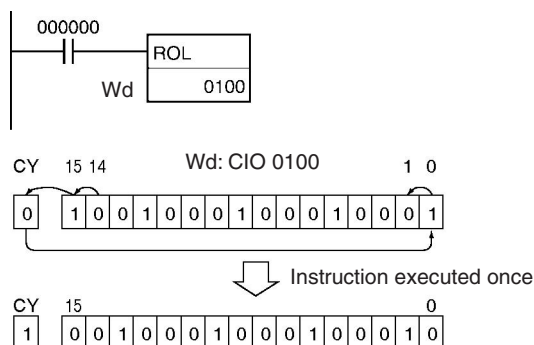 000000
ROL
Wd 0100
CY 15 14 Wd: CIO 0100 1 0
0 1 0 0 1 0 0 0 1 0 0 0 1 0 0 0 1
Instruction executed once
CY 15 0
1 0 0 1 0 0 0 1 0 0 0 1 0 0 0 1 0